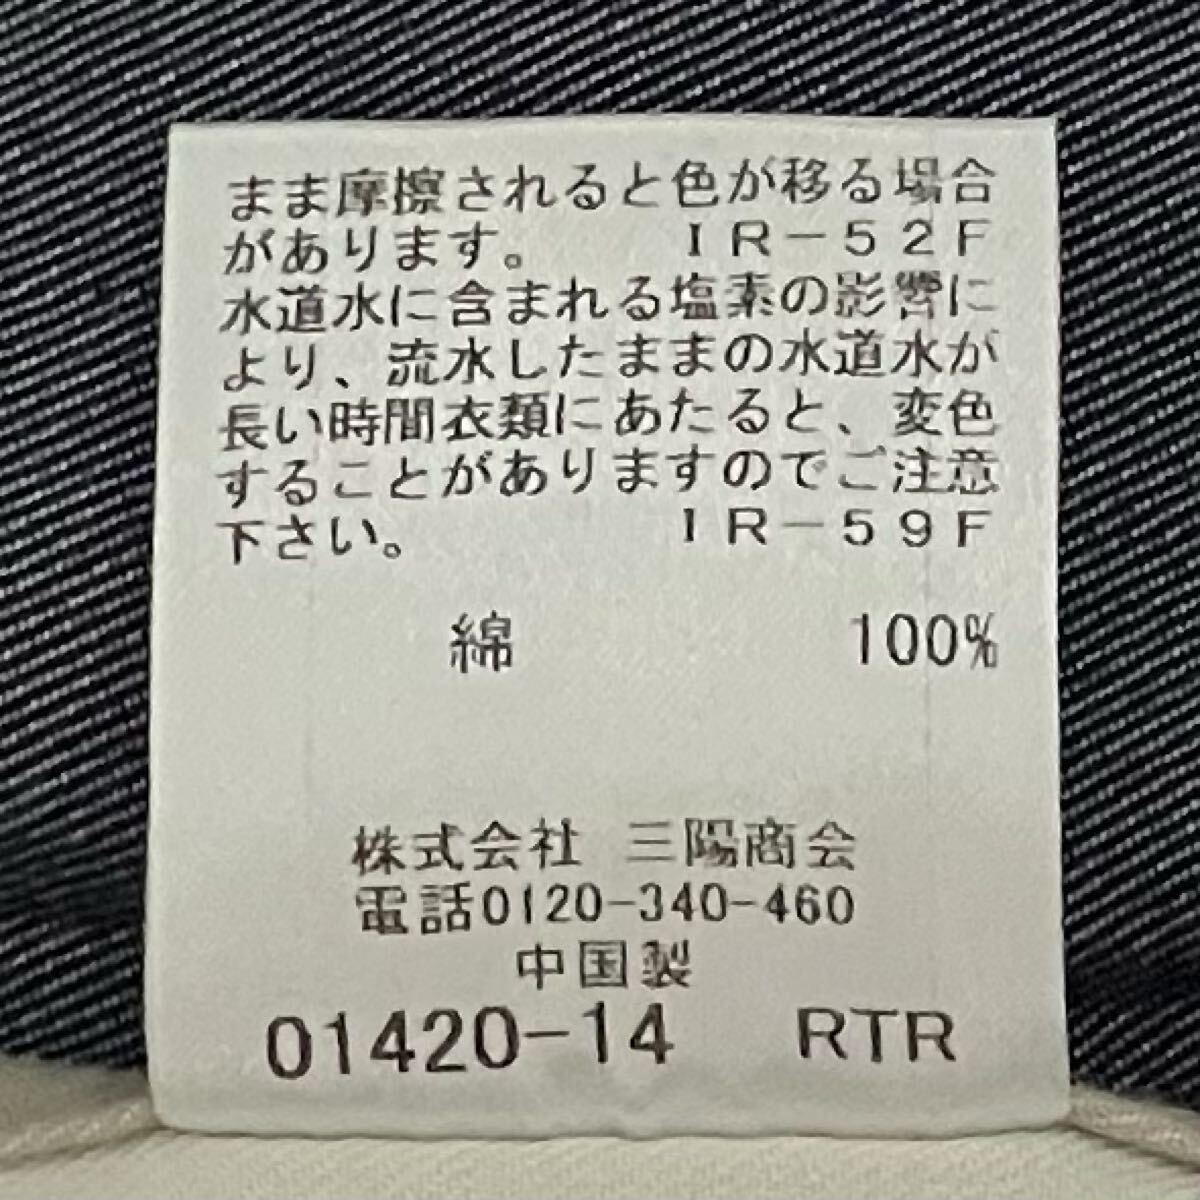 まま摩擦されると色が移る場合
があります。 IR-52F
水道水に含まれる塩素の影響に
より、流水したままの水道水が
長い時間衣類にあたると、変色
することがありますのでご注意
下さい。 IR-59F
綿 100%
株式会社 三陽商会
電話0120-340-460
中国製
01420-14 RTR